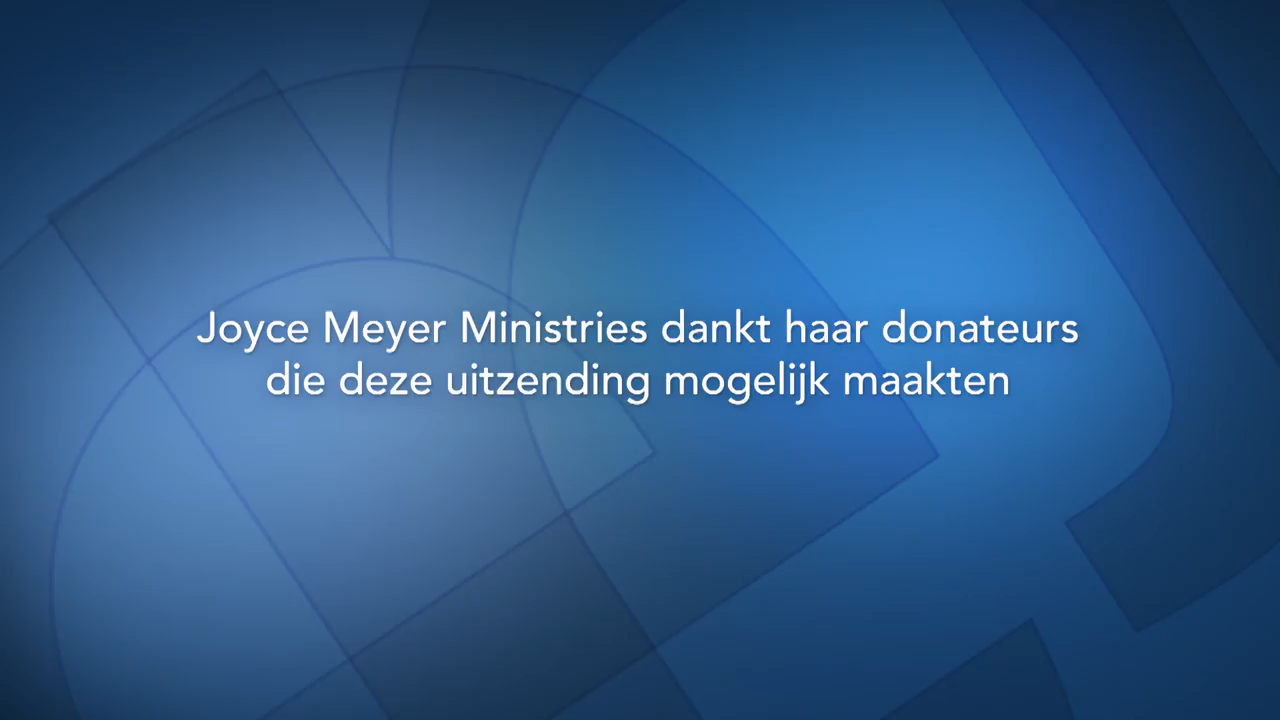 Joyce Meyer Ministries dankt haar donateurs
die deze uitzending mogelijk maakten